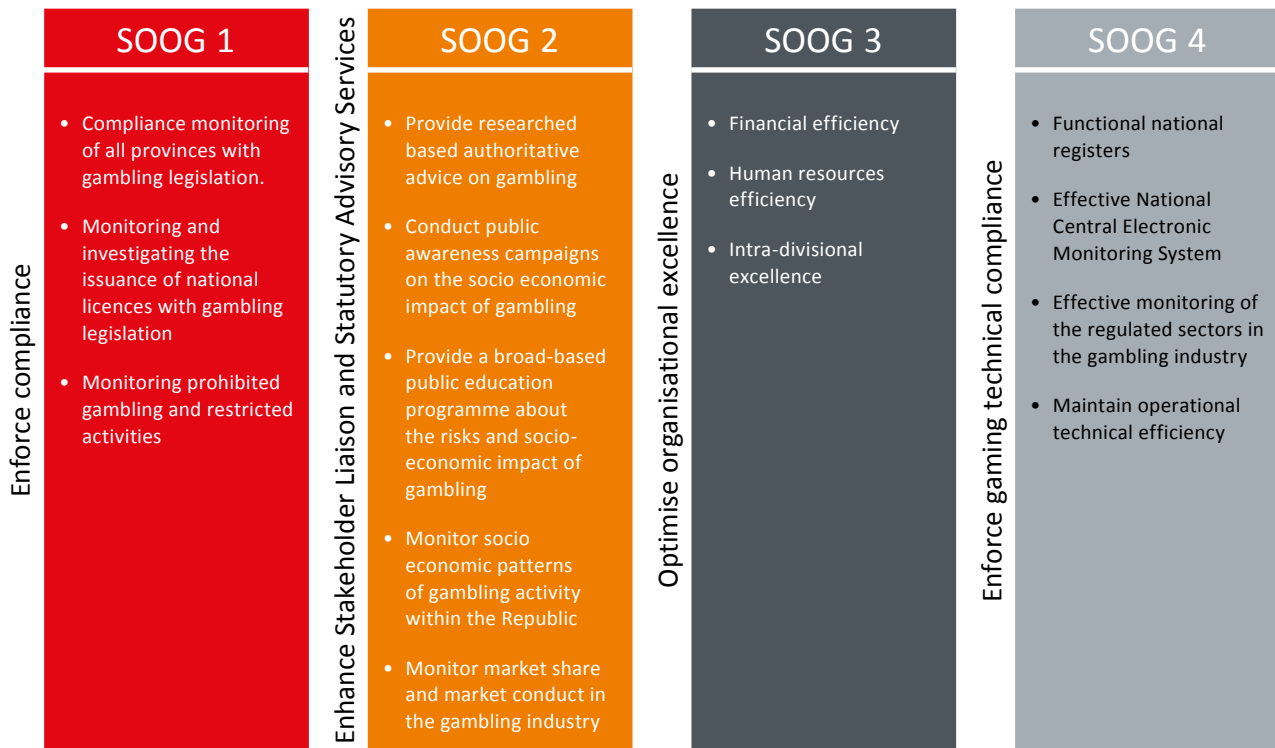 SOOG 1
Enforce compliance
• Compliance monitoring
of all provinces with
gambling legislation.
• Monitoring and
investigating the
issuance of national
licences with gambling
legislation
• Monitoring prohibited
gambling and restricted
activities
SOOG 2
Enhance Stakeholder Liaison and Statutory Advisory Services
• Provide researched
based authoritative
advice on gambling
• Conduct public
awareness campaigns
on the socio economic
impact of gambling
• Provide a broad-based
public education
programme about
the risks and socio-
economic impact of
gambling
• Monitor socio
economic patterns
of gambling activity
within the Republic
• Monitor market share
and market conduct in
the gambling industry
SOOG 3
Optimise organisational excellence
• Financial efficiency
• Human resources
efficiency
• Intra-divisional
excellence
SOOG 4
Enforce gaming technical compliance
• Functional national
registers
• Effective National
Central Electronic
Monitoring System
• Effective monitoring of
the regulated sectors in
the gambling industry
• Maintain operational
technical efficiency